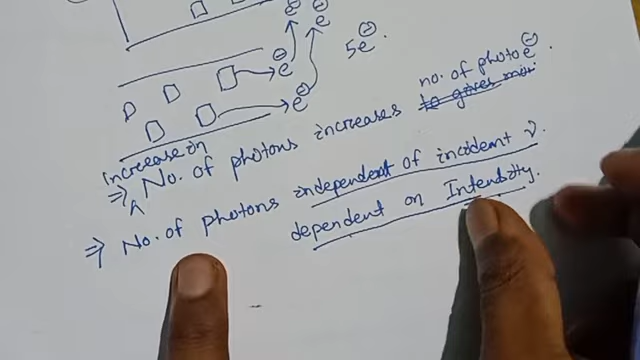 e⊖ e⊖
5e⊖.
e⊖
e⊖
no. of photo e⊖.
increase in
⇒ No. of photons increases
⇒ No. of photons independent of incident ν.
dependent on Intensity.